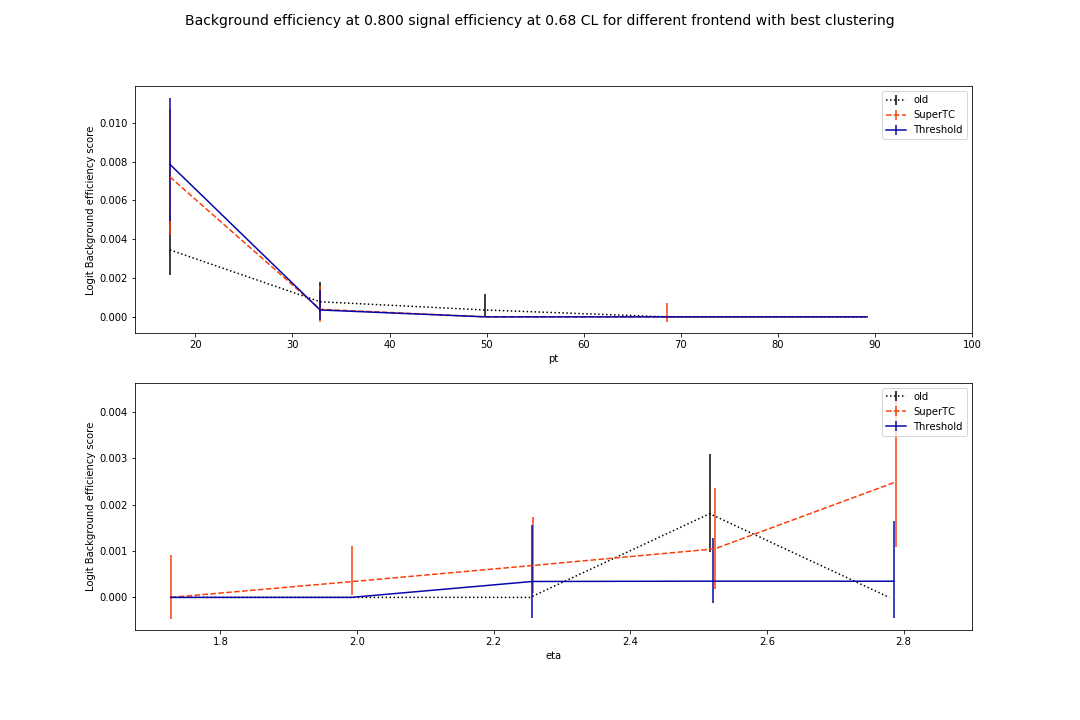 Background efficiency at 0.800 signal efficiency at 0.68 CL for different frontend with best clustering
old
SuperTC
Threshold
Logit Background efficiency score
0.010
0.008
0.006
0.004
0.002
0.000
20 30 40 50 60 70 80 90 100
pt
old
SuperTC
Threshold
Logit Background efficiency score
0.004
0.003
0.002
0.001
0.000
1.8 2.0 2.2 2.4 2.6 2.8
eta